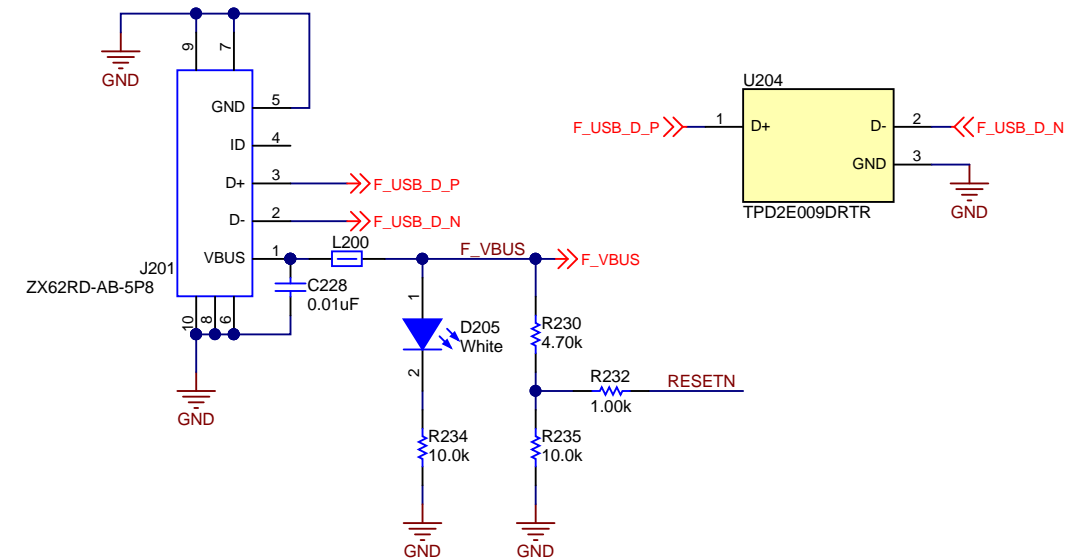 9
7
GND
GND
5
ID
4
D+
3
F_USB_D_P
D-
2
F_USB_D_N
VBUS
1
L200
F_VBUS
F_VBUS
J201
ZX62RD-AB-5P8
C228
0.01uF
10
8
6
GND
1
D205
White
2
R230
4.70k
R232
1.00k
RESETN
R234
10.0k
R235
10.0k
GND
GND
U204
F_USB_D_P
1
D+
D-
2
F_USB_D_N
GND
3
GND
TPD2E009DRTR